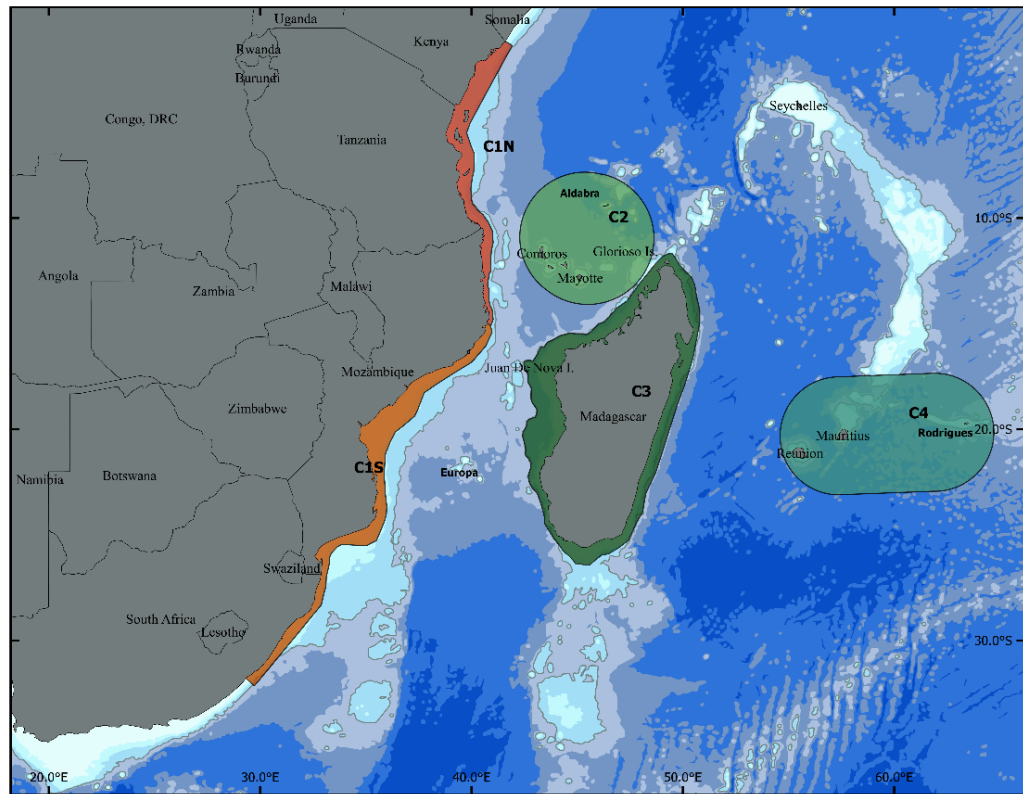 Somalia
Uganda
Kenya
Rwanda
Burundi
Seychelles
Congo, DRC
Tanzania
C1N
Aldabra
C2
10.0°S
Comoros
Glorioso Is.
Angola
Mayotte
Zambia
Malawi
Juan De Nova I.
Mozambique
Zimbabwe
C3
Madagascar
C4
20.0°S
Rodrigues
Mauritius
Reunion
C1S
Europa
Namibia
Botswana
Swaziland
South Africa
Lesotho
30.0°S
20.0°E
30.0°E
40.0°E
50.0°E
60.0°E